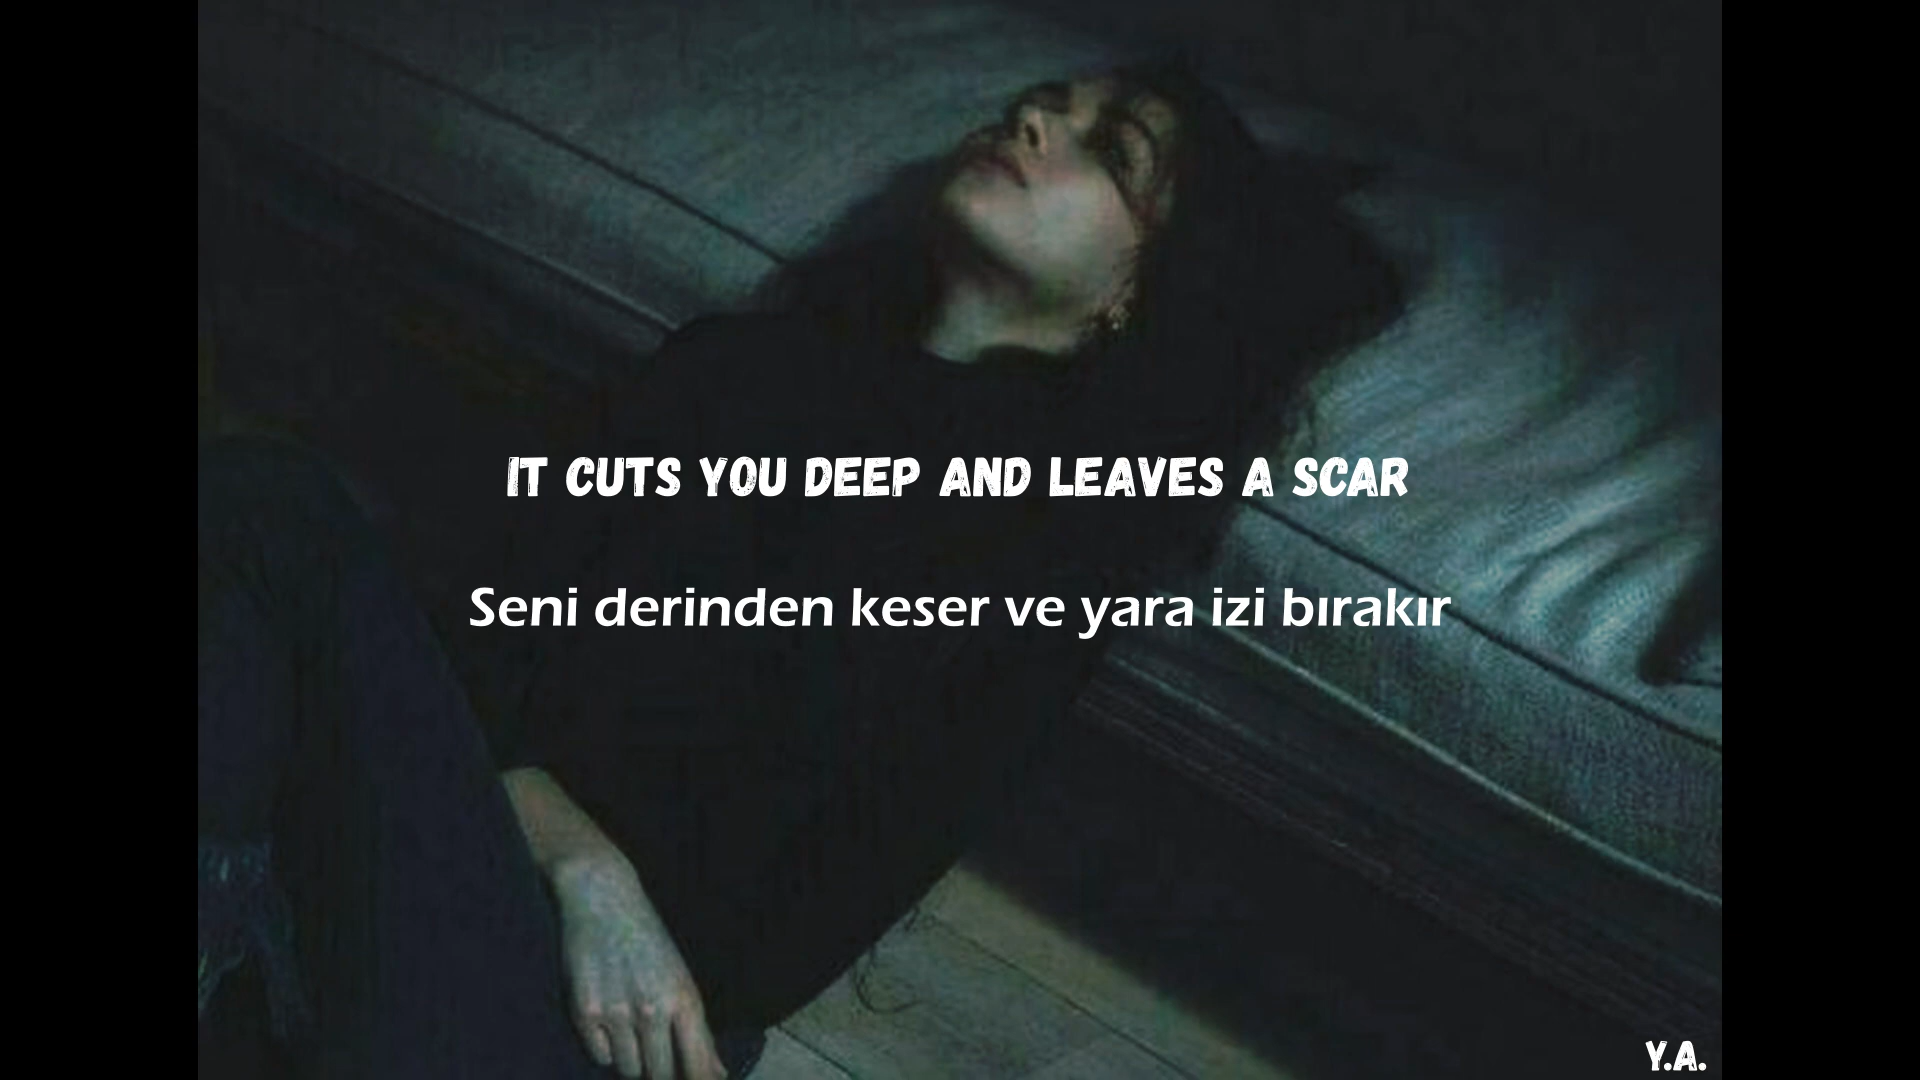 IT CUTS YOU DEEP AND LEAVES A SCAR
Seni derinden keser ve yara izi bırakır
Y.A.